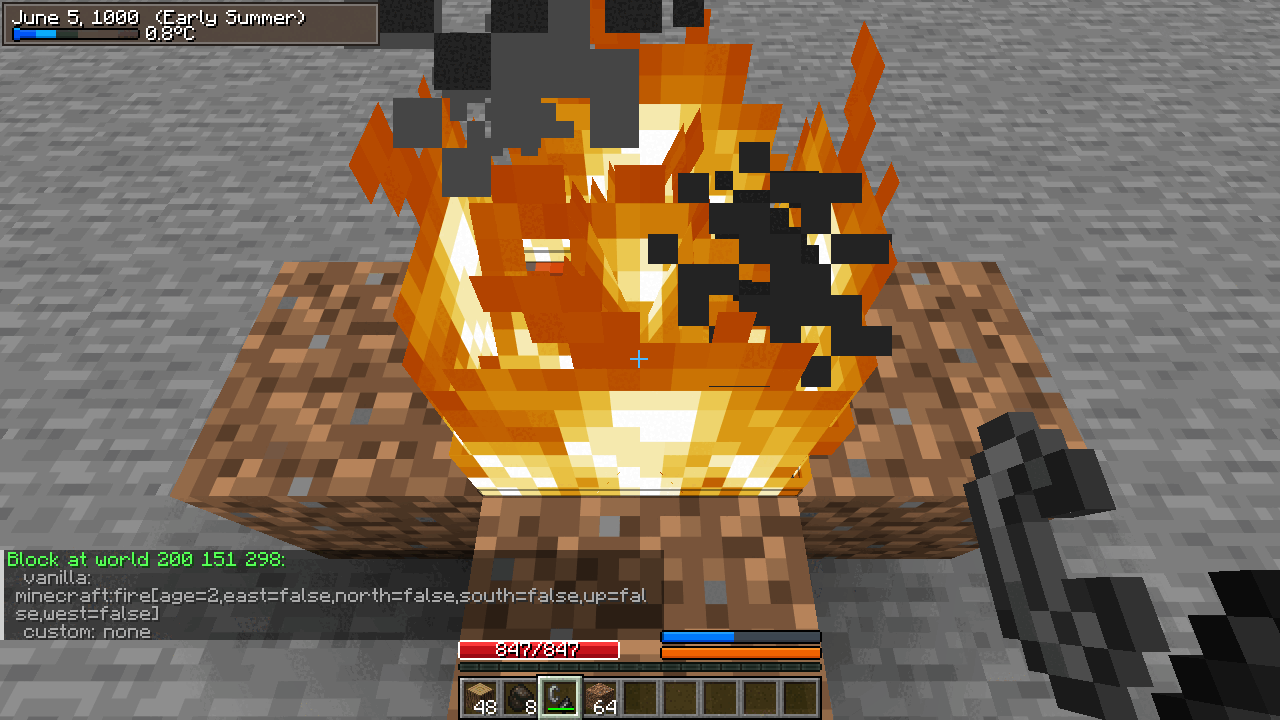 June 5, 1000 (Early Summer)
0.8°C
Block at world 200 151 298:
vanilla:
minecraft:fire[age=2,east=false,north=false,south=false,up=fal
se,west=false]
custom: none
847/847
48 8 64